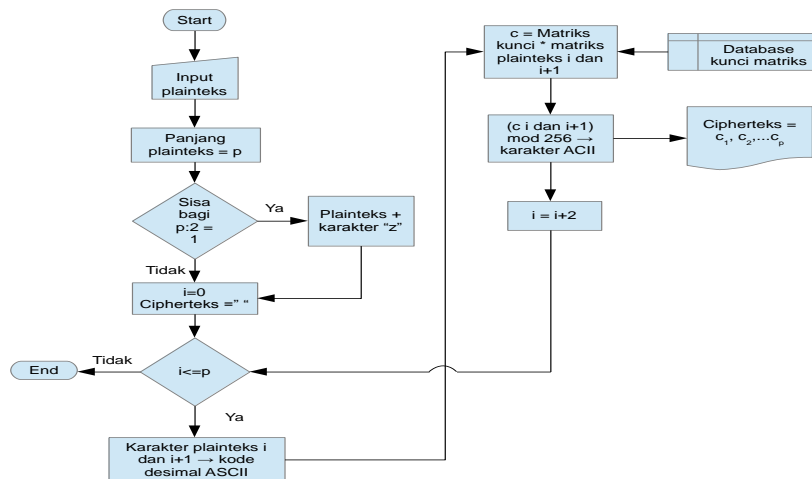 Start
Input
plainteks
Panjang
plainteks = p
Sisa
bagi
p:2 =
1
Ya
Plainteks +
karakter “z”
Tidak
i=0
Cipherteks =” “
i<=p
Tidak
End
Ya
Karakter plainteks i
dan i+1 → kode
desimal ASCII
c = Matriks
kunci * matriks
plainteks i dan
i+1
Database
kunci matriks
(c i dan i+1)
mod 256 →
karakter ACII
Cipherteks =
c₁, c₂,...cₚ
i = i+2